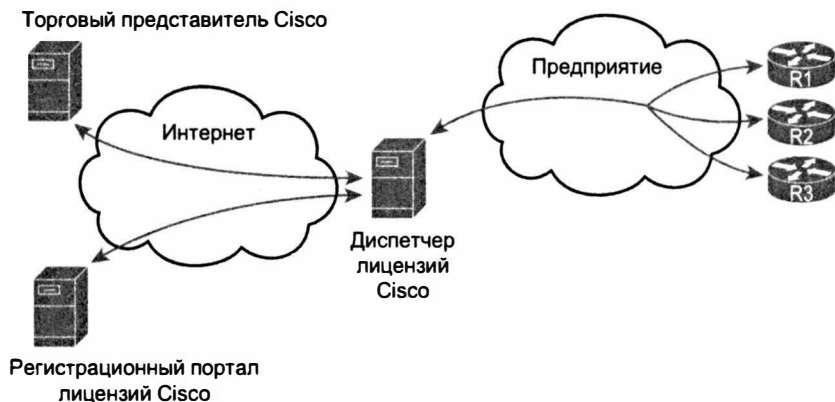 Торговый представитель Cisco
Предприятие
R1
Интернет
R2
R3
Диспетчер
лицензий
Cisco
Регистрационный портал
лицензий Cisco